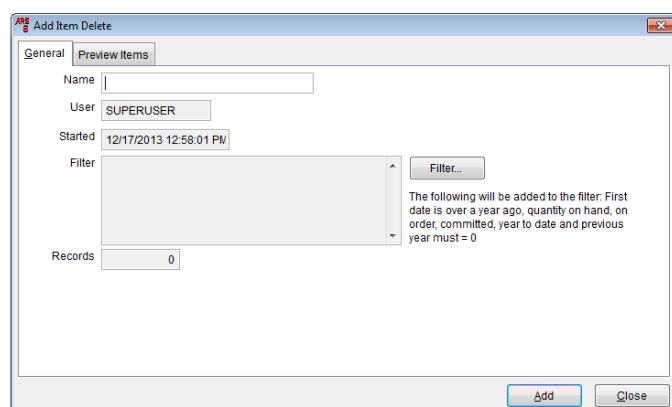 ARS
6
Add Item Delete
General
Preview Items
Name
User
SUPERUSER
Started
12/17/2013 12:58:01 PM
Filter
Filter...
The following will be added to the filter: First
date is over a year ago, quantity on hand, on
order, committed, year to date and previous
year must = 0
Records
0
Add
Close